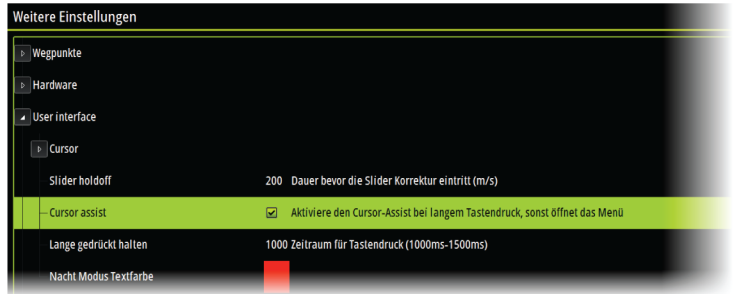 Weitere Einstellungen
Wegpunkte
Hardware
User interface
Cursor
Slider holdoff 200 Dauer bevor die Slider Korrektur eintritt (m/s)
Cursor assist Aktiviere den Cursor-Assist bei langem Tastendruck, sonst öffnet das Menü
Lange gedrückt halten 1000 Zeitraum für Tastendruck (1000ms-1500ms)
Nacht Modus Textfarbe